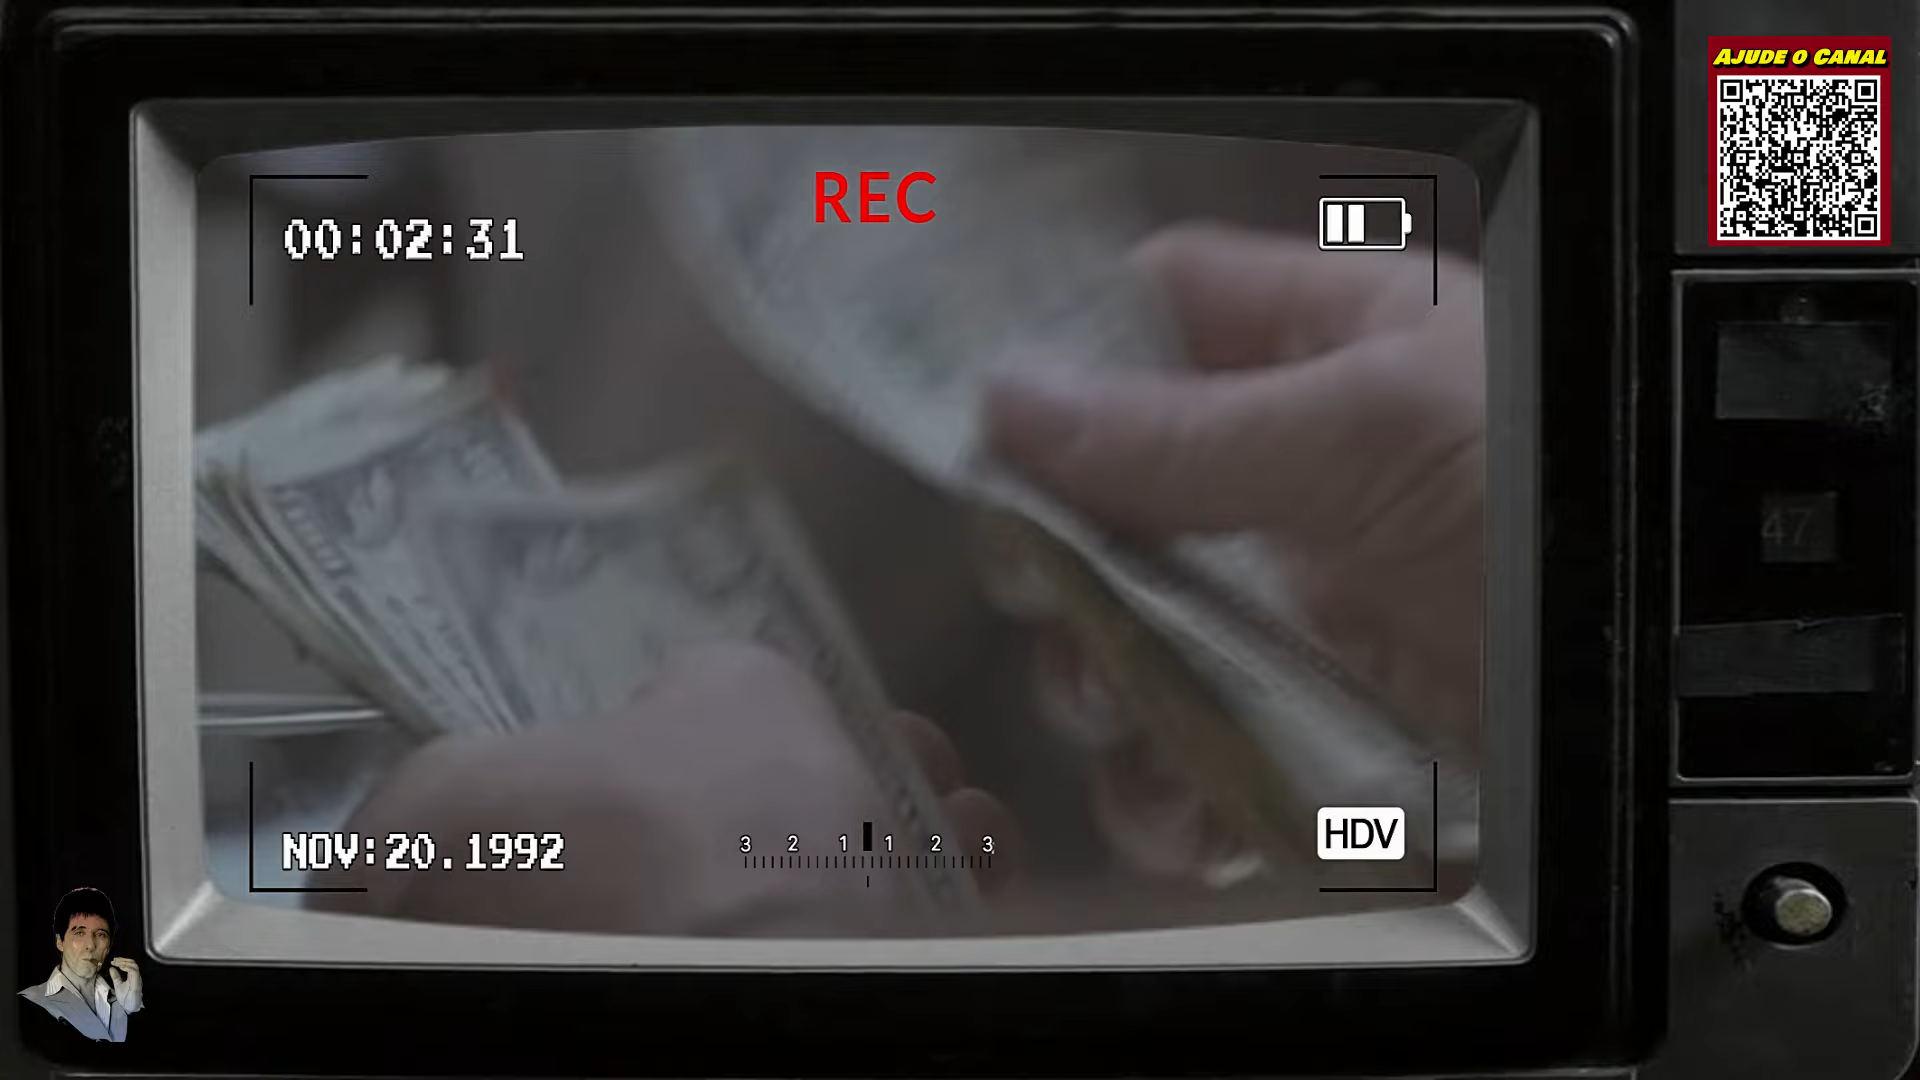 AJUDE O CANAL
REC
00:02:31
47
NOV:20.1992
3 2 1 1 2 3
HDV